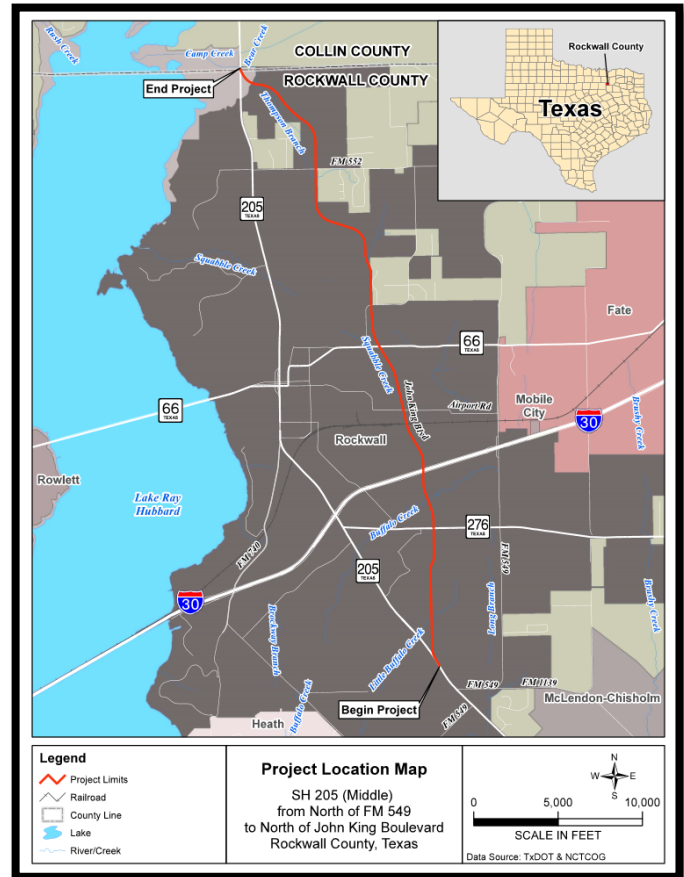 Rush Creek
Camp Creek
Bear Creek
COLLIN COUNTY
ROCKWALL COUNTY
End Project
Thompson Branch
FM 552
205
TEXAS
Squabble Creek
Rockwall County
Texas
Fate
66
TEXAS
Squabble Creek
John King Blvd
Airport Rd
Mobile
City
30
Brushy Creek
66
TEXAS
Rockwall
Rowlett
Lake Ray
Hubbard
Buffalo Creek
276
TEXAS
FM 740
205
TEXAS
FM 549
Long Branch
Brushy Creek
30
Brockway Branch
Little Buffalo Creek
Buffalo Creek
Begin Project
FM 549
FM 1139
FM 549
McLendon-Chisholm
Heath
Legend
Project Limits
Railroad
County Line
Lake
River/Creek
Project Location Map
SH 205 (Middle)
from North of FM 549
to North of John King Boulevard
Rockwall County, Texas
N
W E
S
0 5,000 10,000
SCALE IN FEET
Data Source: TxDOT & NCTCOG